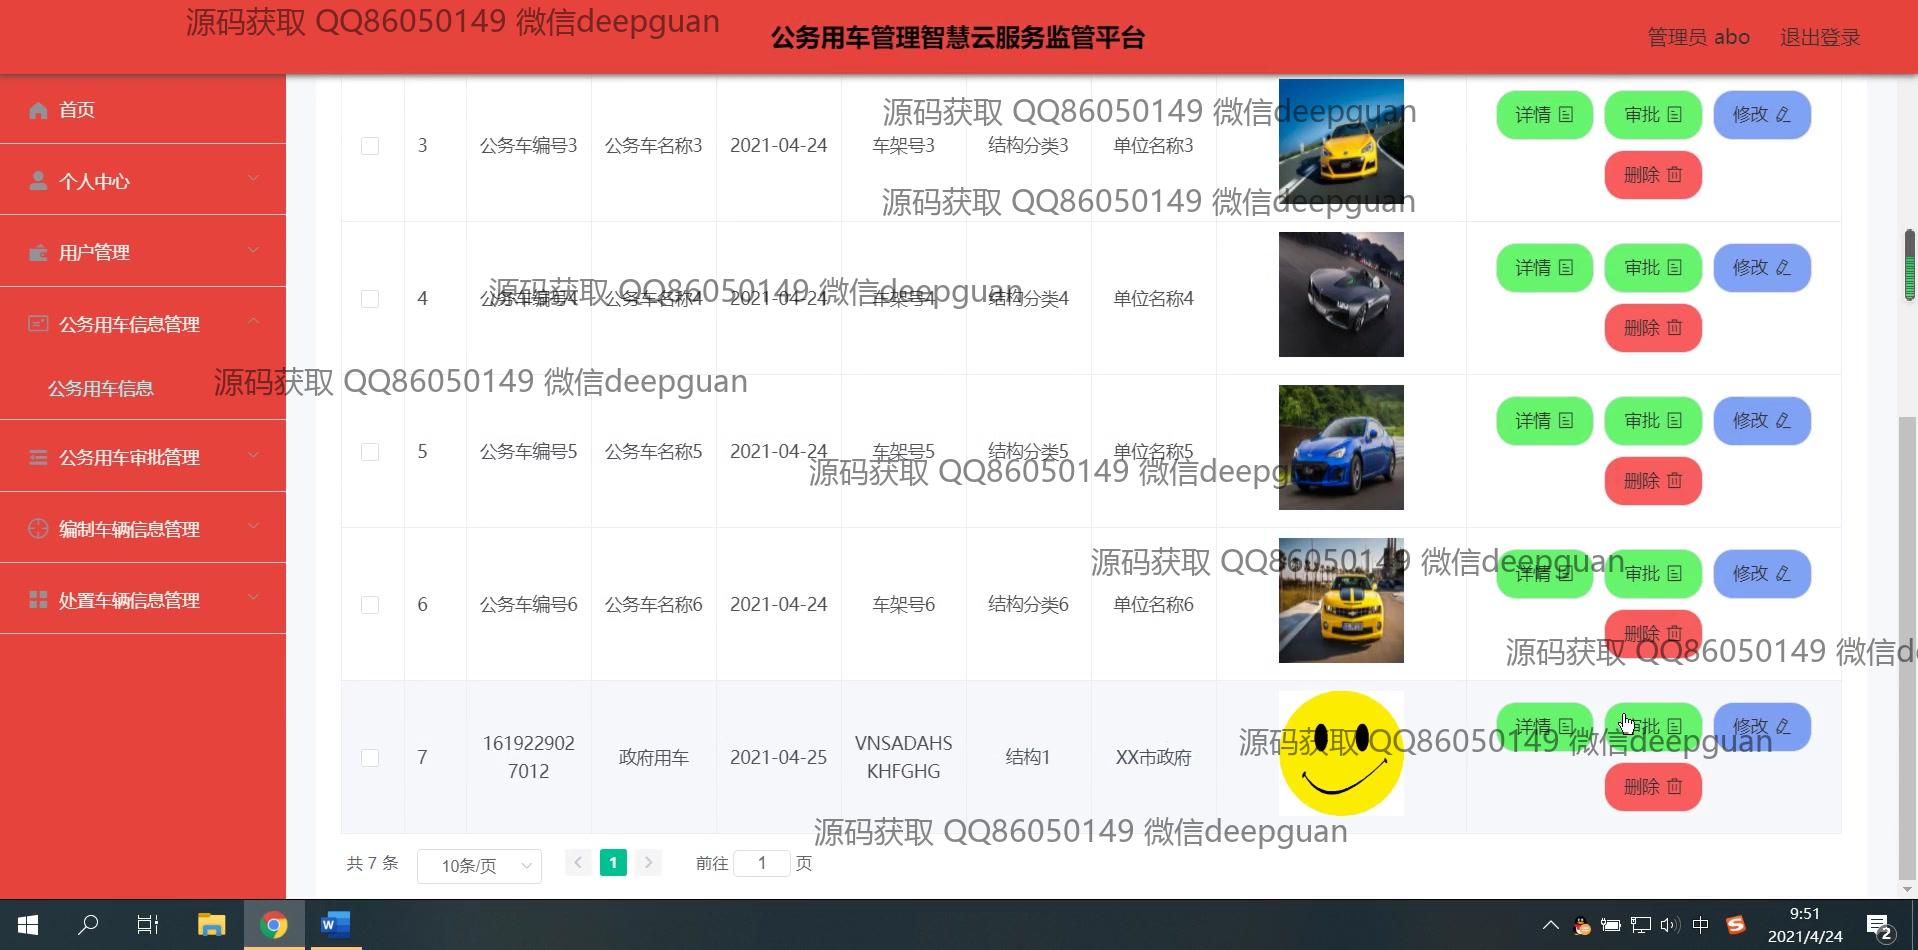 源码获取 QQ86050149 微信deepguan
公务用车管理智慧云服务监管平台
管理员 abo
退出登录
首页
个人中心
用户管理
公务用车信息管理
公务用车信息
公务用车审批管理
编制车辆信息管理
处置车辆信息管理
源码获取 QQ86050149 微信deepguan
3 公务车编号3 公务车名称3 2021-04-24 车架号3 结构分类3 单位名称3 详情 审批 修改
删除
源码获取 QQ86050149 微信deepguan
源码获取 QQ86050149 微信deepguan
4 公务车编号4 公务车名称4 2021-04-24 车架号4 结构分类4 单位名称4 详情 审批 修改
删除
源码获取 QQ86050149 微信deepguan
5 公务车编号5 公务车名称5 2021-04-24 车架号5 结构分类5 单位名称5 详情 审批 修改
删除
源码获取 QQ86050149 微信deepg
源码获取 QQ86050149 微信deepguan
6 公务车编号6 公务车名称6 2021-04-24 车架号6 结构分类6 单位名称6 详情 审批 修改
删除
源码获取 QQ86050149 微信d
7 161922902 政府用车 2021-04-25 VNSADAHS 结构1 XX市政府 详情 审批 修改
7012 KHFGHG
删除
源码获取 QQ86050149 微信deepguan
源码获取 QQ86050149 微信deepguan
共 7 条 10条/页 1 前往 1 页
W
中
S
9:51
2021/4/24
2